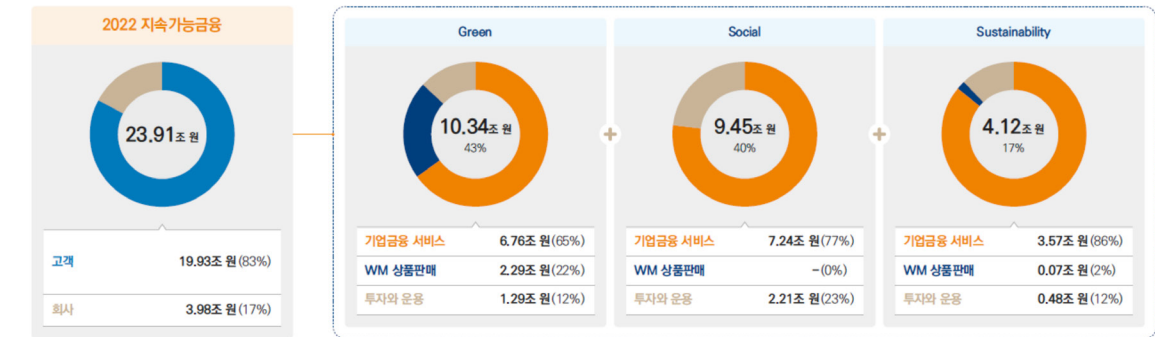 2022 지속가능금융
23.91조 원
고객 19.93조 원(83%)
회사 3.98조 원(17%)
Green
10.34조 원
43%
기업금융 서비스 6.76조 원(65%)
WM 상품판매 2.29조 원(22%)
투자와 운용 1.29조 원(12%)
+
Social
9.45조 원
40%
기업금융 서비스 7.24조 원(77%)
WM 상품판매 -(0%)
투자와 운용 2.21조 원(23%)
+
Sustainability
4.12조 원
17%
기업금융 서비스 3.57조 원(86%)
WM 상품판매 0.07조 원(2%)
투자와 운용 0.48조 원(12%)